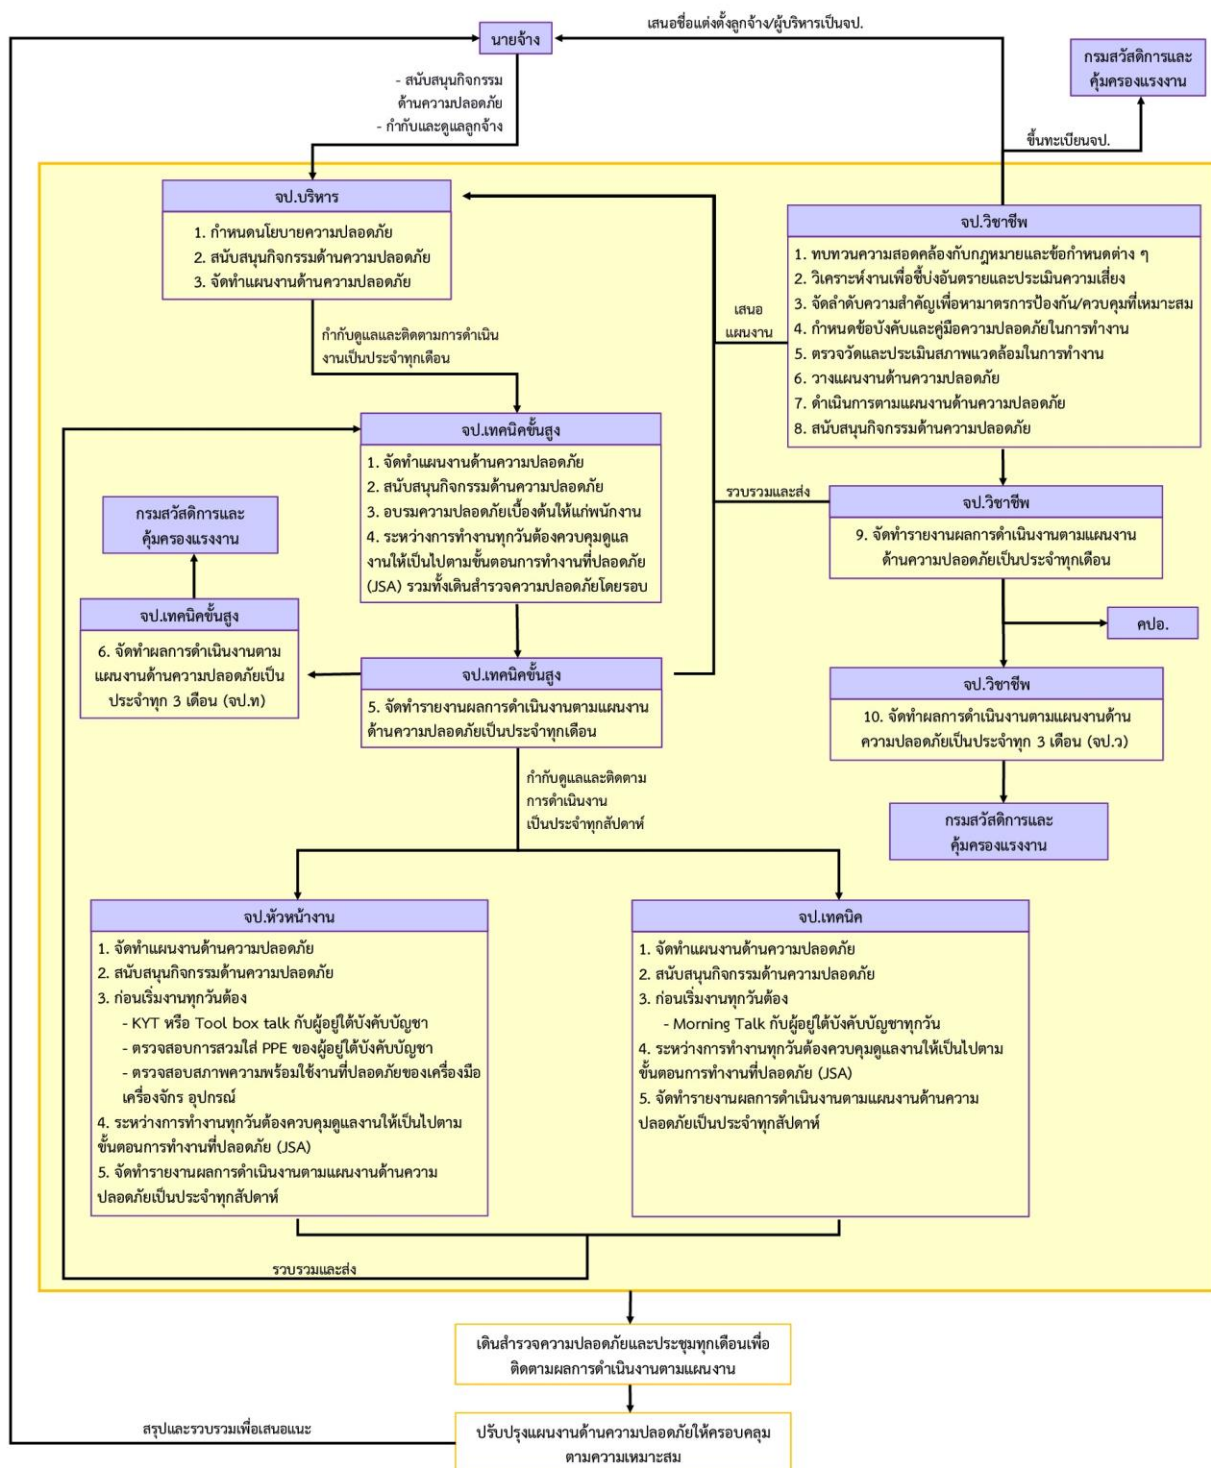 เสนอชื่อแต่งตั้งลูกจ้าง/ผู้บริหารเป็นจป.
นายจ้าง
กรมสวัสดิการและ
คุ้มครองแรงงาน
- สนับสนุนกิจกรรม
ด้านความปลอดภัย
- กำกับและดูแลลูกจ้าง
ขึ้นทะเบียนจป.
จป.บริหาร
1. กำหนดนโยบายความปลอดภัย
2. สนับสนุนกิจกรรมด้านความปลอดภัย
3. จัดทำแผนงานด้านความปลอดภัย
จป.วิชาชีพ
1. ทบทวนความสอดคล้องกับกฎหมายและข้อกำหนดต่าง ๆ
2. วิเคราะห์งานเพื่อชี้บ่งอันตรายและประเมินความเสี่ยง
3. จัดลำดับความสำคัญเพื่อหามาตรการป้องกัน/ควบคุมที่เหมาะสม
4. กำหนดข้อบังคับและคู่มือความปลอดภัยในการทำงาน
5. ตรวจวัดและประเมินสภาพแวดล้อมในการทำงาน
6. วางแผนงานด้านความปลอดภัย
7. ดำเนินการตามแผนงานด้านความปลอดภัย
8. สนับสนุนกิจกรรมด้านความปลอดภัย
เสนอ
แผนงาน
กำกับดูแลและติดตามการดำเนิน
งานเป็นประจำทุกเดือน
จป.เทคนิคขั้นสูง
1. จัดทำแผนงานด้านความปลอดภัย
2. สนับสนุนกิจกรรมด้านความปลอดภัย
3. อบรมความปลอดภัยเบื้องต้นให้แก่พนักงาน
4. ระหว่างการทำงานทุกวันต้องควบคุมดูแล
งานให้เป็นไปตามขั้นตอนการทำงานที่ปลอดภัย
(JSA) รวมทั้งเดินสำรวจความปลอดภัยโดยรอบ
รวบรวมและส่ง
จป.วิชาชีพ
9. จัดทำรายงานผลการดำเนินงานตามแผนงาน
ด้านความปลอดภัยเป็นประจำทุกเดือน
กรมสวัสดิการและ
คุ้มครองแรงงาน
จป.เทคนิคขั้นสูง
6. จัดทำผลการดำเนินงานตาม
แผนงานด้านความปลอดภัยเป็น
ประจำทุก 3 เดือน (จป.ท)
คปอ.
จป.เทคนิคขั้นสูง
5. จัดทำรายงานผลการดำเนินงานตามแผนงาน
ด้านความปลอดภัยเป็นประจำทุกเดือน
จป.วิชาชีพ
10. จัดทำผลการดำเนินงานตามแผนงานด้าน
ความปลอดภัยเป็นประจำทุก 3 เดือน (จป.ว)
กำกับดูแลและติดตาม
การดำเนินงาน
เป็นประจำทุกสัปดาห์
กรมสวัสดิการและ
คุ้มครองแรงงาน
จป.หัวหน้างาน
1. จัดทำแผนงานด้านความปลอดภัย
2. สนับสนุนกิจกรรมด้านความปลอดภัย
3. ก่อนเริ่มงานทุกวันต้อง
- KYT หรือ Tool box talk กับผู้อยู่ใต้บังคับบัญชา
- ตรวจสอบการสวมใส่ PPE ของผู้อยู่ใต้บังคับบัญชา
- ตรวจสอบสภาพความพร้อมใช้งานที่ปลอดภัยของเครื่องมือ
เครื่องจักร อุปกรณ์
4. ระหว่างการทำงานทุกวันต้องควบคุมดูแลงานให้เป็นไปตาม
ขั้นตอนการทำงานที่ปลอดภัย (JSA)
5. จัดทำรายงานผลการดำเนินงานตามแผนงานด้านความ
ปลอดภัยเป็นประจำทุกสัปดาห์
จป.เทคนิค
1. จัดทำแผนงานด้านความปลอดภัย
2. สนับสนุนกิจกรรมด้านความปลอดภัย
3. ก่อนเริ่มงานทุกวันต้อง
- Morning Talk กับผู้อยู่ใต้บังคับบัญชาทุกวัน
4. ระหว่างการทำงานทุกวันต้องควบคุมดูแลงานให้เป็นไปตาม
ขั้นตอนการทำงานที่ปลอดภัย (JSA)
5. จัดทำรายงานผลการดำเนินงานตามแผนงานด้านความ
ปลอดภัยเป็นประจำทุกสัปดาห์
รวบรวมและส่ง
เดินสำรวจความปลอดภัยและประชุมทุกเดือนเพื่อ
ติดตามผลการดำเนินงานตามแผนงาน
สรุปและรวบรวมเพื่อเสนอแนะ
ปรับปรุงแผนงานด้านความปลอดภัยให้ครอบคลุม
ตามความเหมาะสม